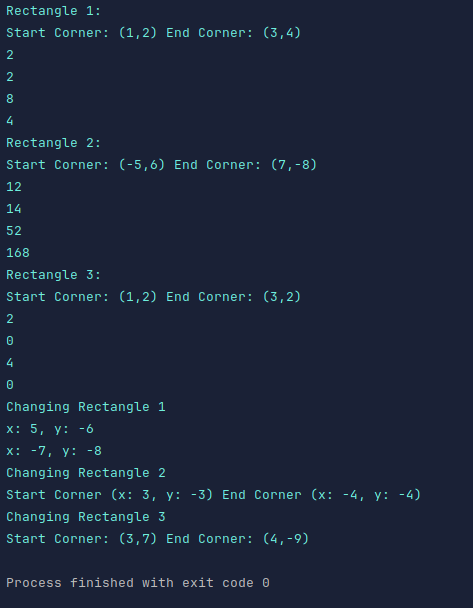 Rectangle 1:
Start Corner: (1,2) End Corner: (3,4)
2
2
8
4
Rectangle 2:
Start Corner: (-5,6) End Corner: (7,-8)
12
14
52
168
Rectangle 3:
Start Corner: (1,2) End Corner: (3,2)
2
0
4
0
Changing Rectangle 1
x: 5, y: -6
x: -7, y: -8
Changing Rectangle 2
Start Corner (x: 3, y: -3) End Corner (x: -4, y: -4)
Changing Rectangle 3
Start Corner: (3,7) End Corner: (4,-9)
Process finished with exit code 0